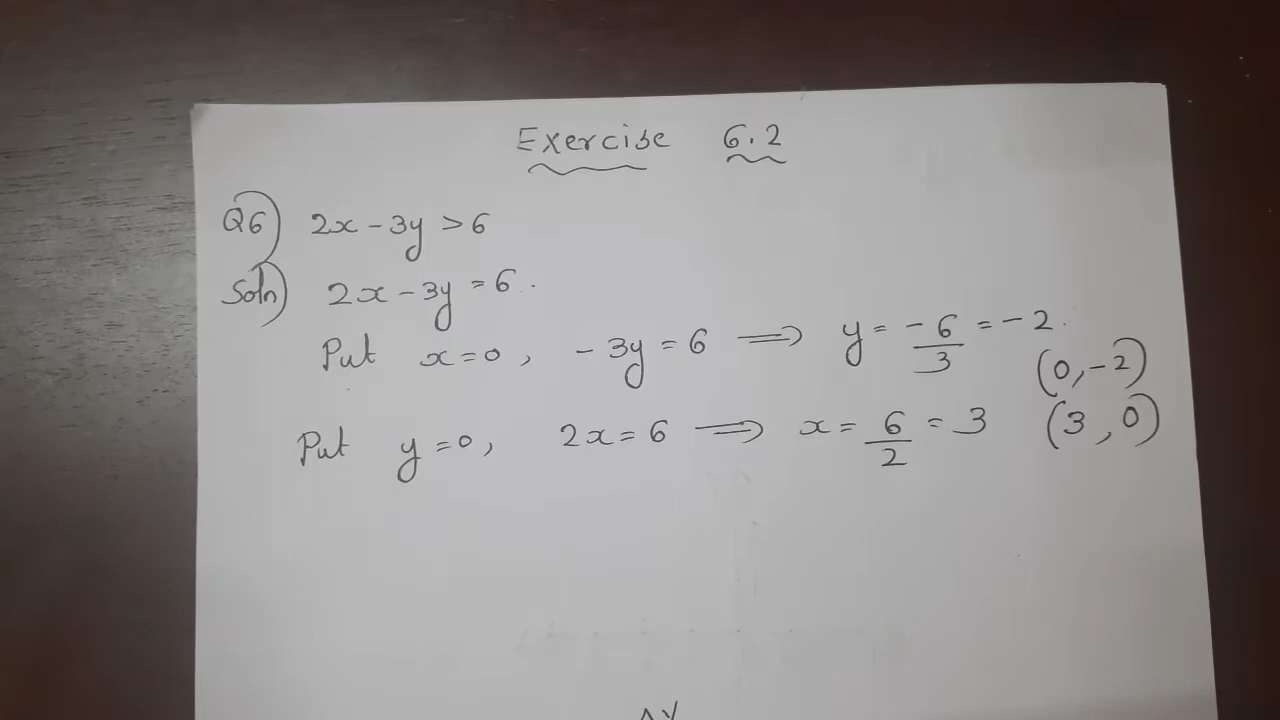 Exercise 6.2
Q6) 2x - 3y > 6
Soln) 2x - 3y = 6.
Put x = 0, -3y = 6 ⟹ y = -6/3 = -2. (0, -2)
Put y = 0, 2x = 6 ⟹ x = 6/2 = 3 (3, 0)
Y